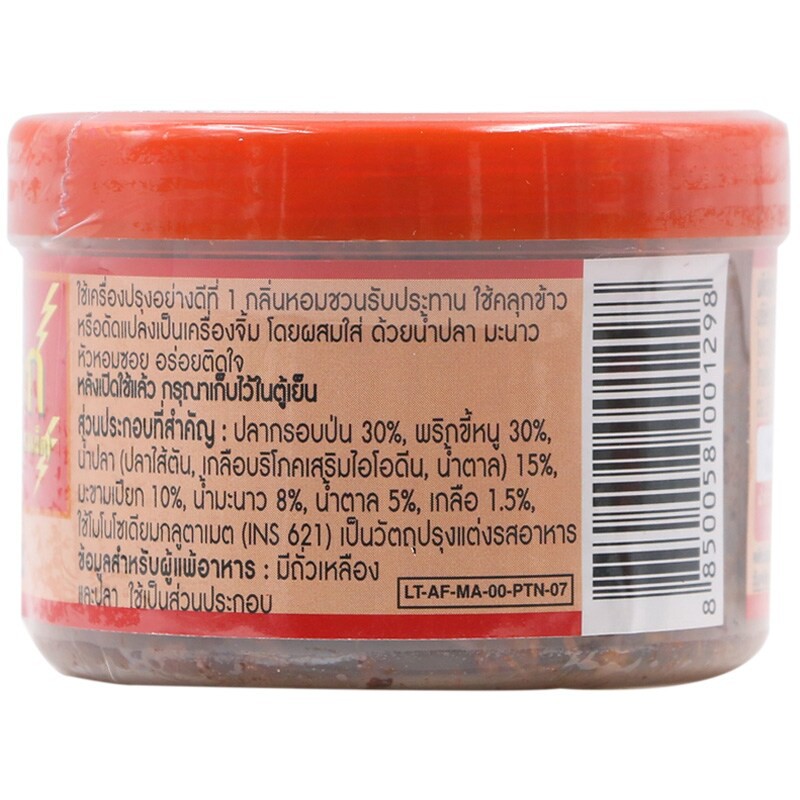 ใช้เครื่องปรุงอย่างดีที่ 1 กลิ่นหอมชวนรับประทาน ใช้คลุกข้าว
หรือดัดแปลงเป็นเครื่องจิ้ม โดยผสมใส่ ด้วยน้ำปลา มะนาว
หัวหอมซอย อร่อยติดใจ
หลังเปิดใช้แล้ว กรุณาเก็บไว้ในตู้เย็น
ส่วนประกอบที่สำคัญ : ปลากรอบป่น 30%, พริกขี้หนู 30%,
น้ำปลา (ปลาไส้ตัน, เกลือบริโภคเสริมไอโอดีน, น้ำตาล) 15%,
มะขามเปียก 10%, น้ำมะนาว 8%, น้ำตาล 5%, เกลือ 1.5%,
ใช้โมโนโซเดียมกลูตาเมต (INS 621) เป็นวัตถุปรุงแต่งรสอาหาร
ข้อมูลสำหรับผู้แพ้อาหาร : มีถั่วเหลือง
และปลา ใช้เป็นส่วนประกอบ
LT-AF-MA-00-PTN-07
8 850058 001298